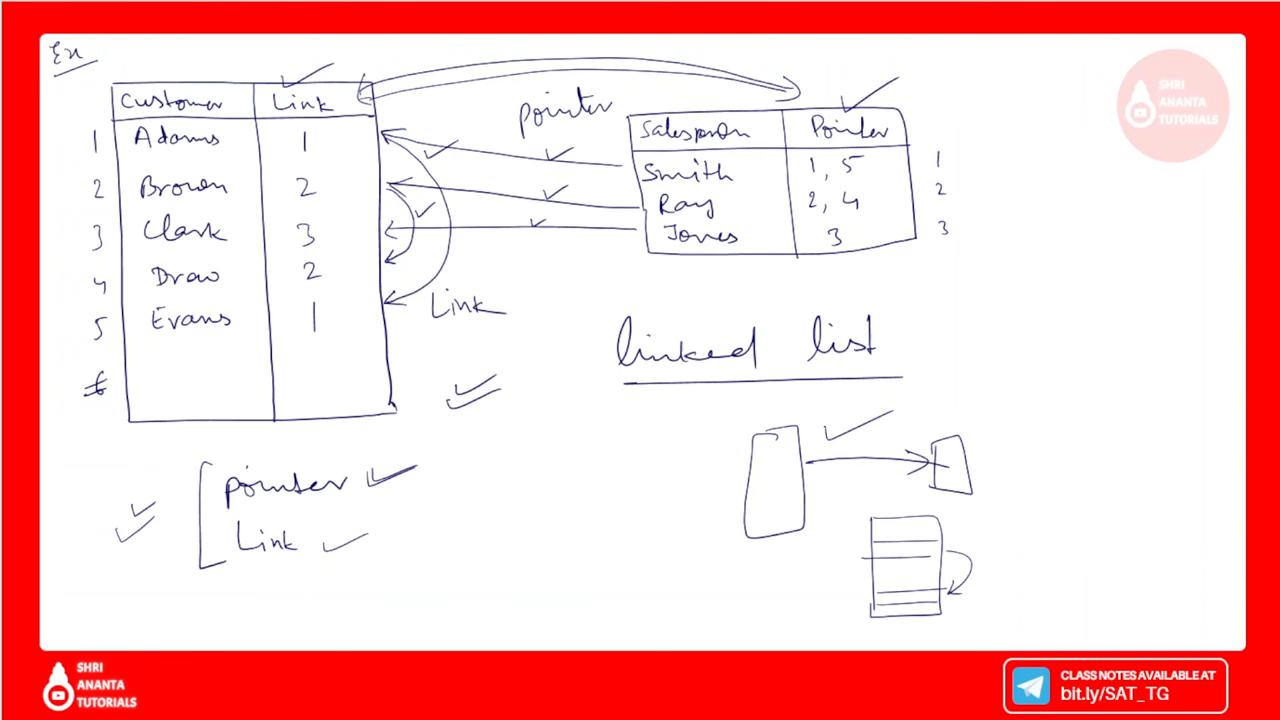 Ex
Customer Link
1 Adams 1
2 Brown 2
3 Clark 3
4 Draw 2
5 Evans 1
6
pointer
Salesperson Pointer
Smith 1, 5 1
Ray 2, 4 2
Jones 3 3
Link
linked list
pointer
Link
SHRI
ANANTA
TUTORIALS
SHRI
ANANTA
TUTORIALS
CLASS NOTES AVAILABLE AT
bit.ly/SAT_TG